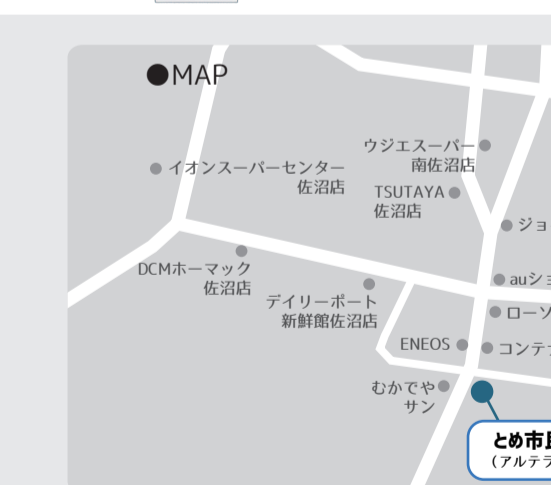 ●MAP
ウジエスーパー
南佐沼店
イオンスーパーセンター
佐沼店
TSUTAYA
佐沼店
ジョ
DCMホーマック
佐沼店
auショ
デイリーポート
新鮮館佐沼店
ローソ
ENEOS
コンテ
むかでや
サン
とめ市民
(アルテラ